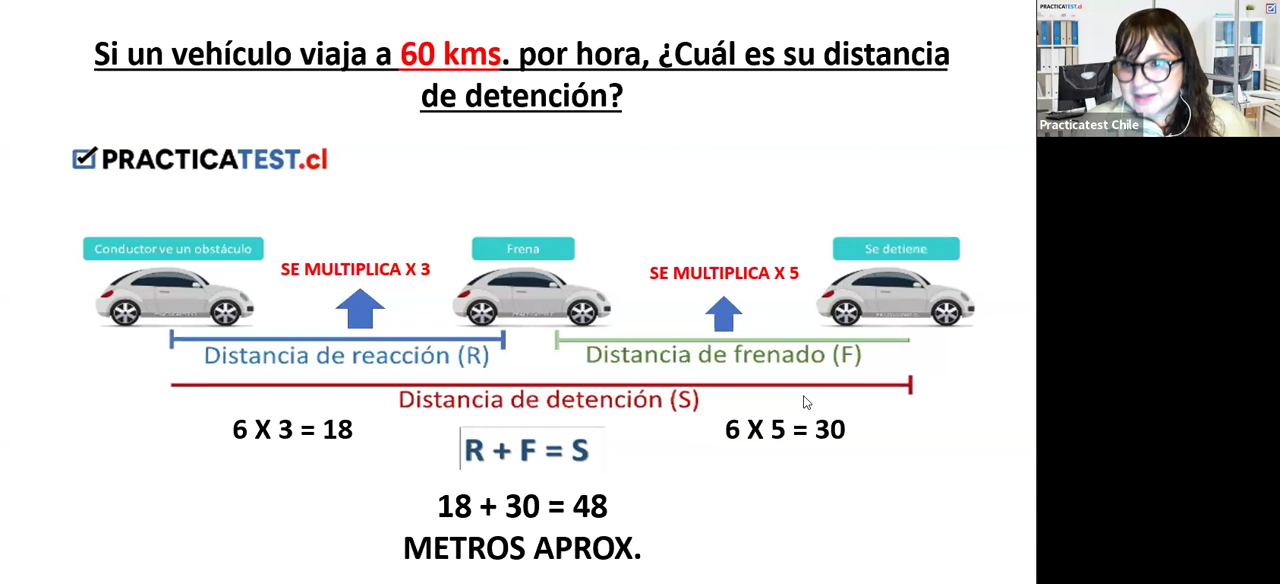 Si un vehículo viaja a 60 kms. por hora, ¿Cuál es su distancia
de detención?
PRACTICATEST.cl
Conductor ve un obstáculo
Frena
Se detiene
SE MULTIPLICA X 3
SE MULTIPLICA X 5
Distancia de reacción (R)
Distancia de frenado (F)
Distancia de detención (S)
6 X 3 = 18
6 X 5 = 30
R + F = S
18 + 30 = 48
METROS APROX.
PRACTICATEST.cl
Practicatest Chile